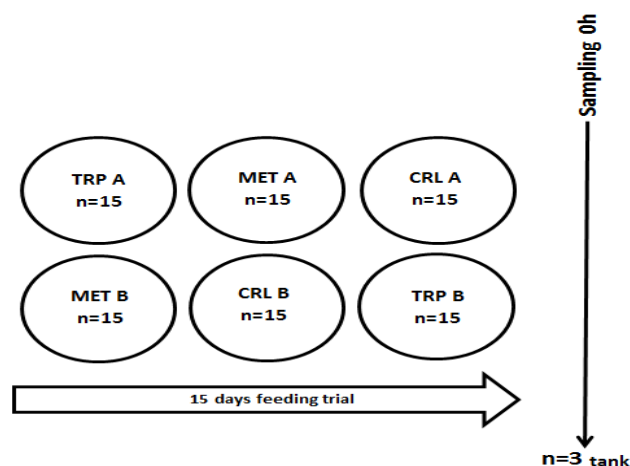 Sampling 0h
TRP A
n=15
MET A
n=15
CRL A
n=15
MET B
n=15
CRL B
n=15
TRP B
n=15
15 days feeding trial
n=3 tank